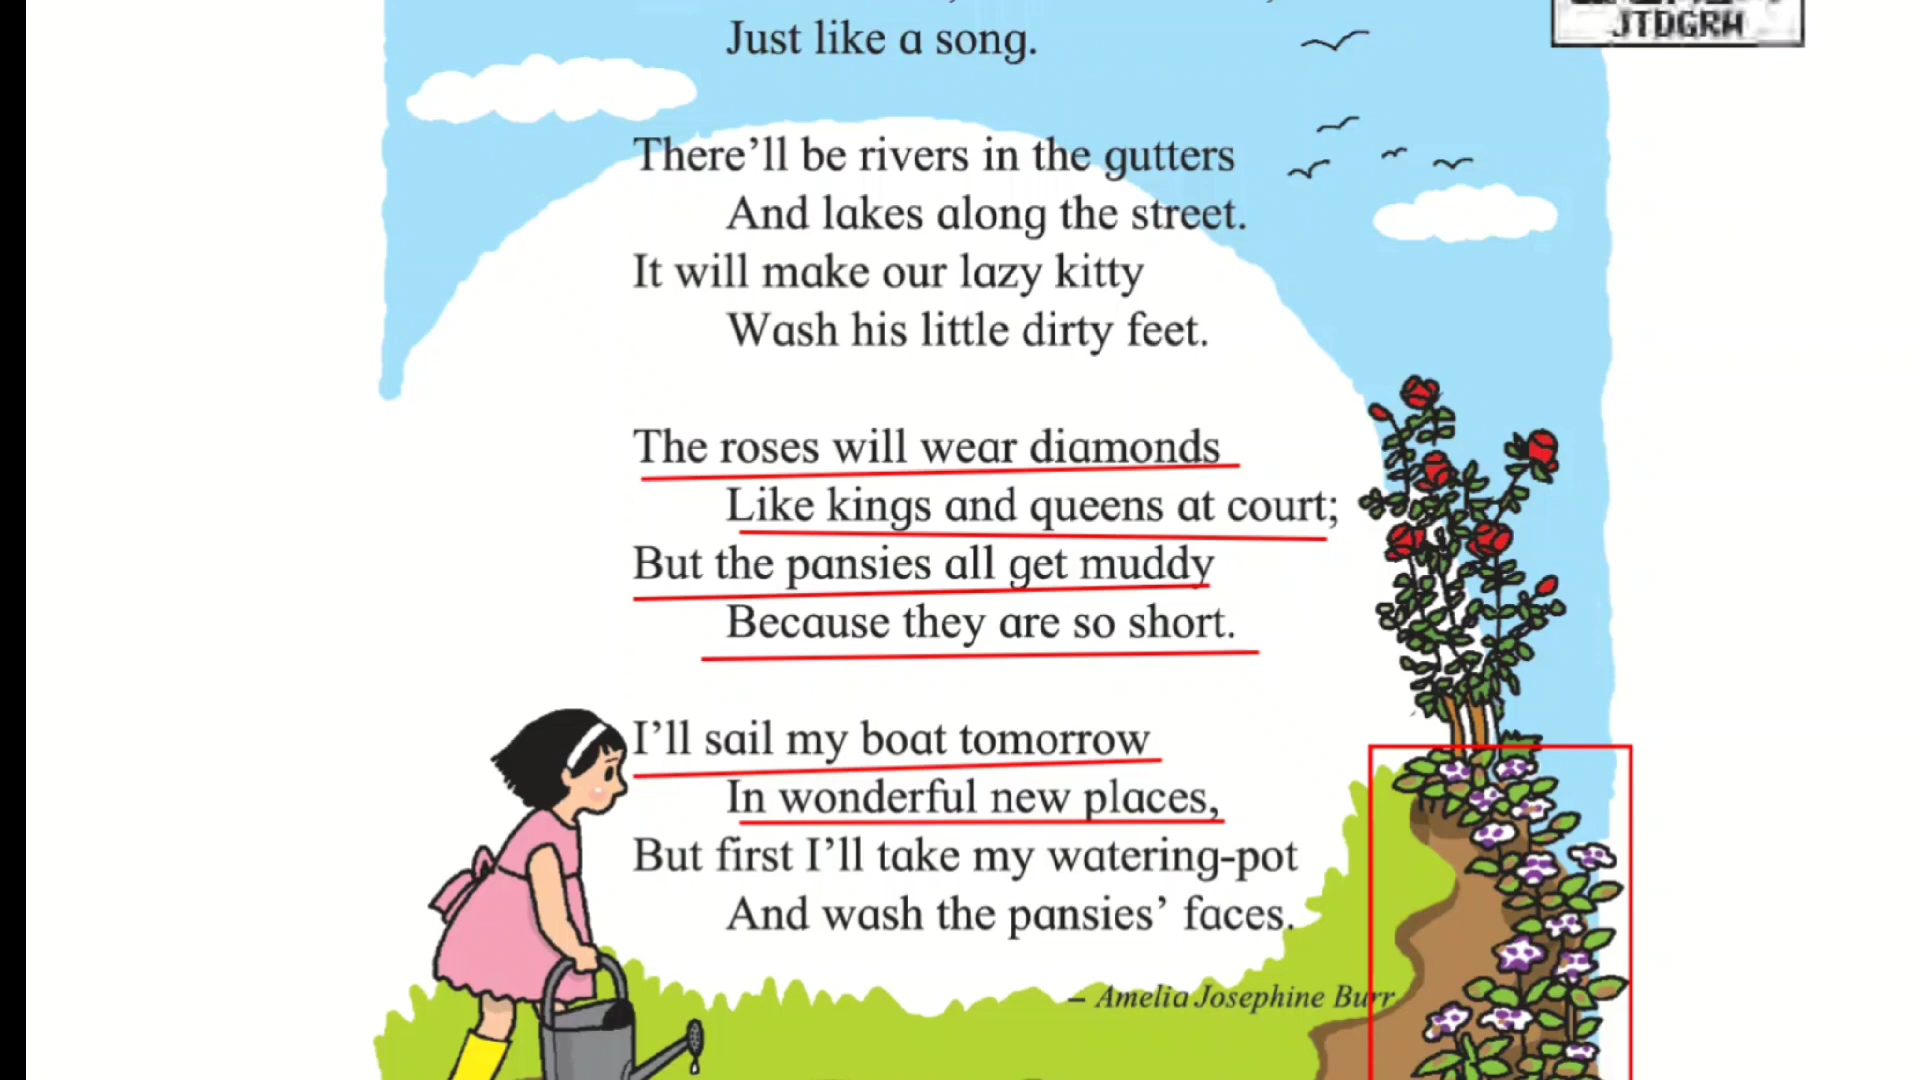 Just like a song.
JTDGRH
There'll be rivers in the gutters
And lakes along the street.
It will make our lazy kitty
Wash his little dirty feet.
The roses will wear diamonds
Like kings and queens at court;
But the pansies all get muddy
Because they are so short.
I'll sail my boat tomorrow
In wonderful new places,
But first I'll take my watering-pot
And wash the pansies' faces.
– Amelia Josephine Burr